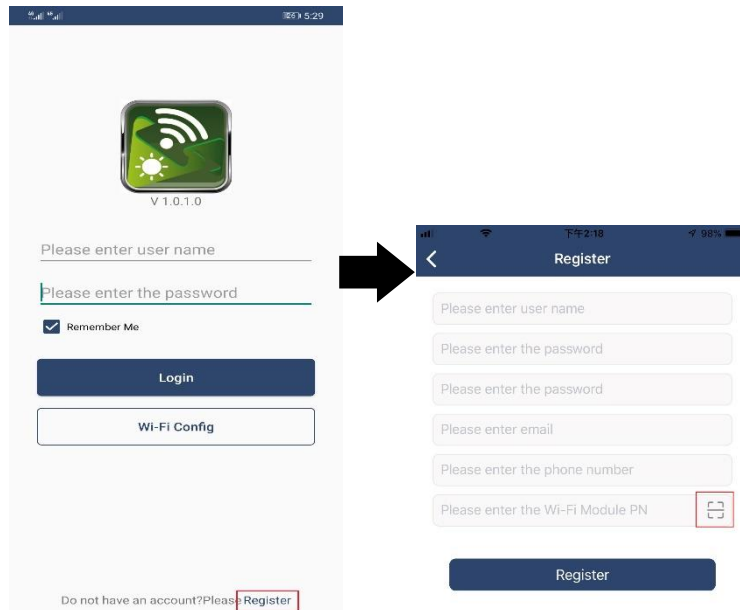 5:29
V 1.0.1.0
Please enter user name
Please enter the password
Remember Me
Login
Wi-Fi Config
Do not have an account?Please Register
下午2:18
98%
Register
Please enter user name
Please enter the password
Please enter the password
Please enter email
Please enter the phone number
Please enter the Wi-Fi Module PN
Register